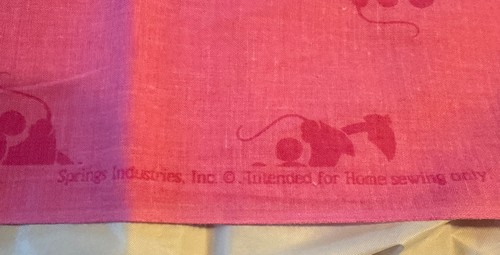 Springs Industries, Inc. © . Intended for Home sewing only